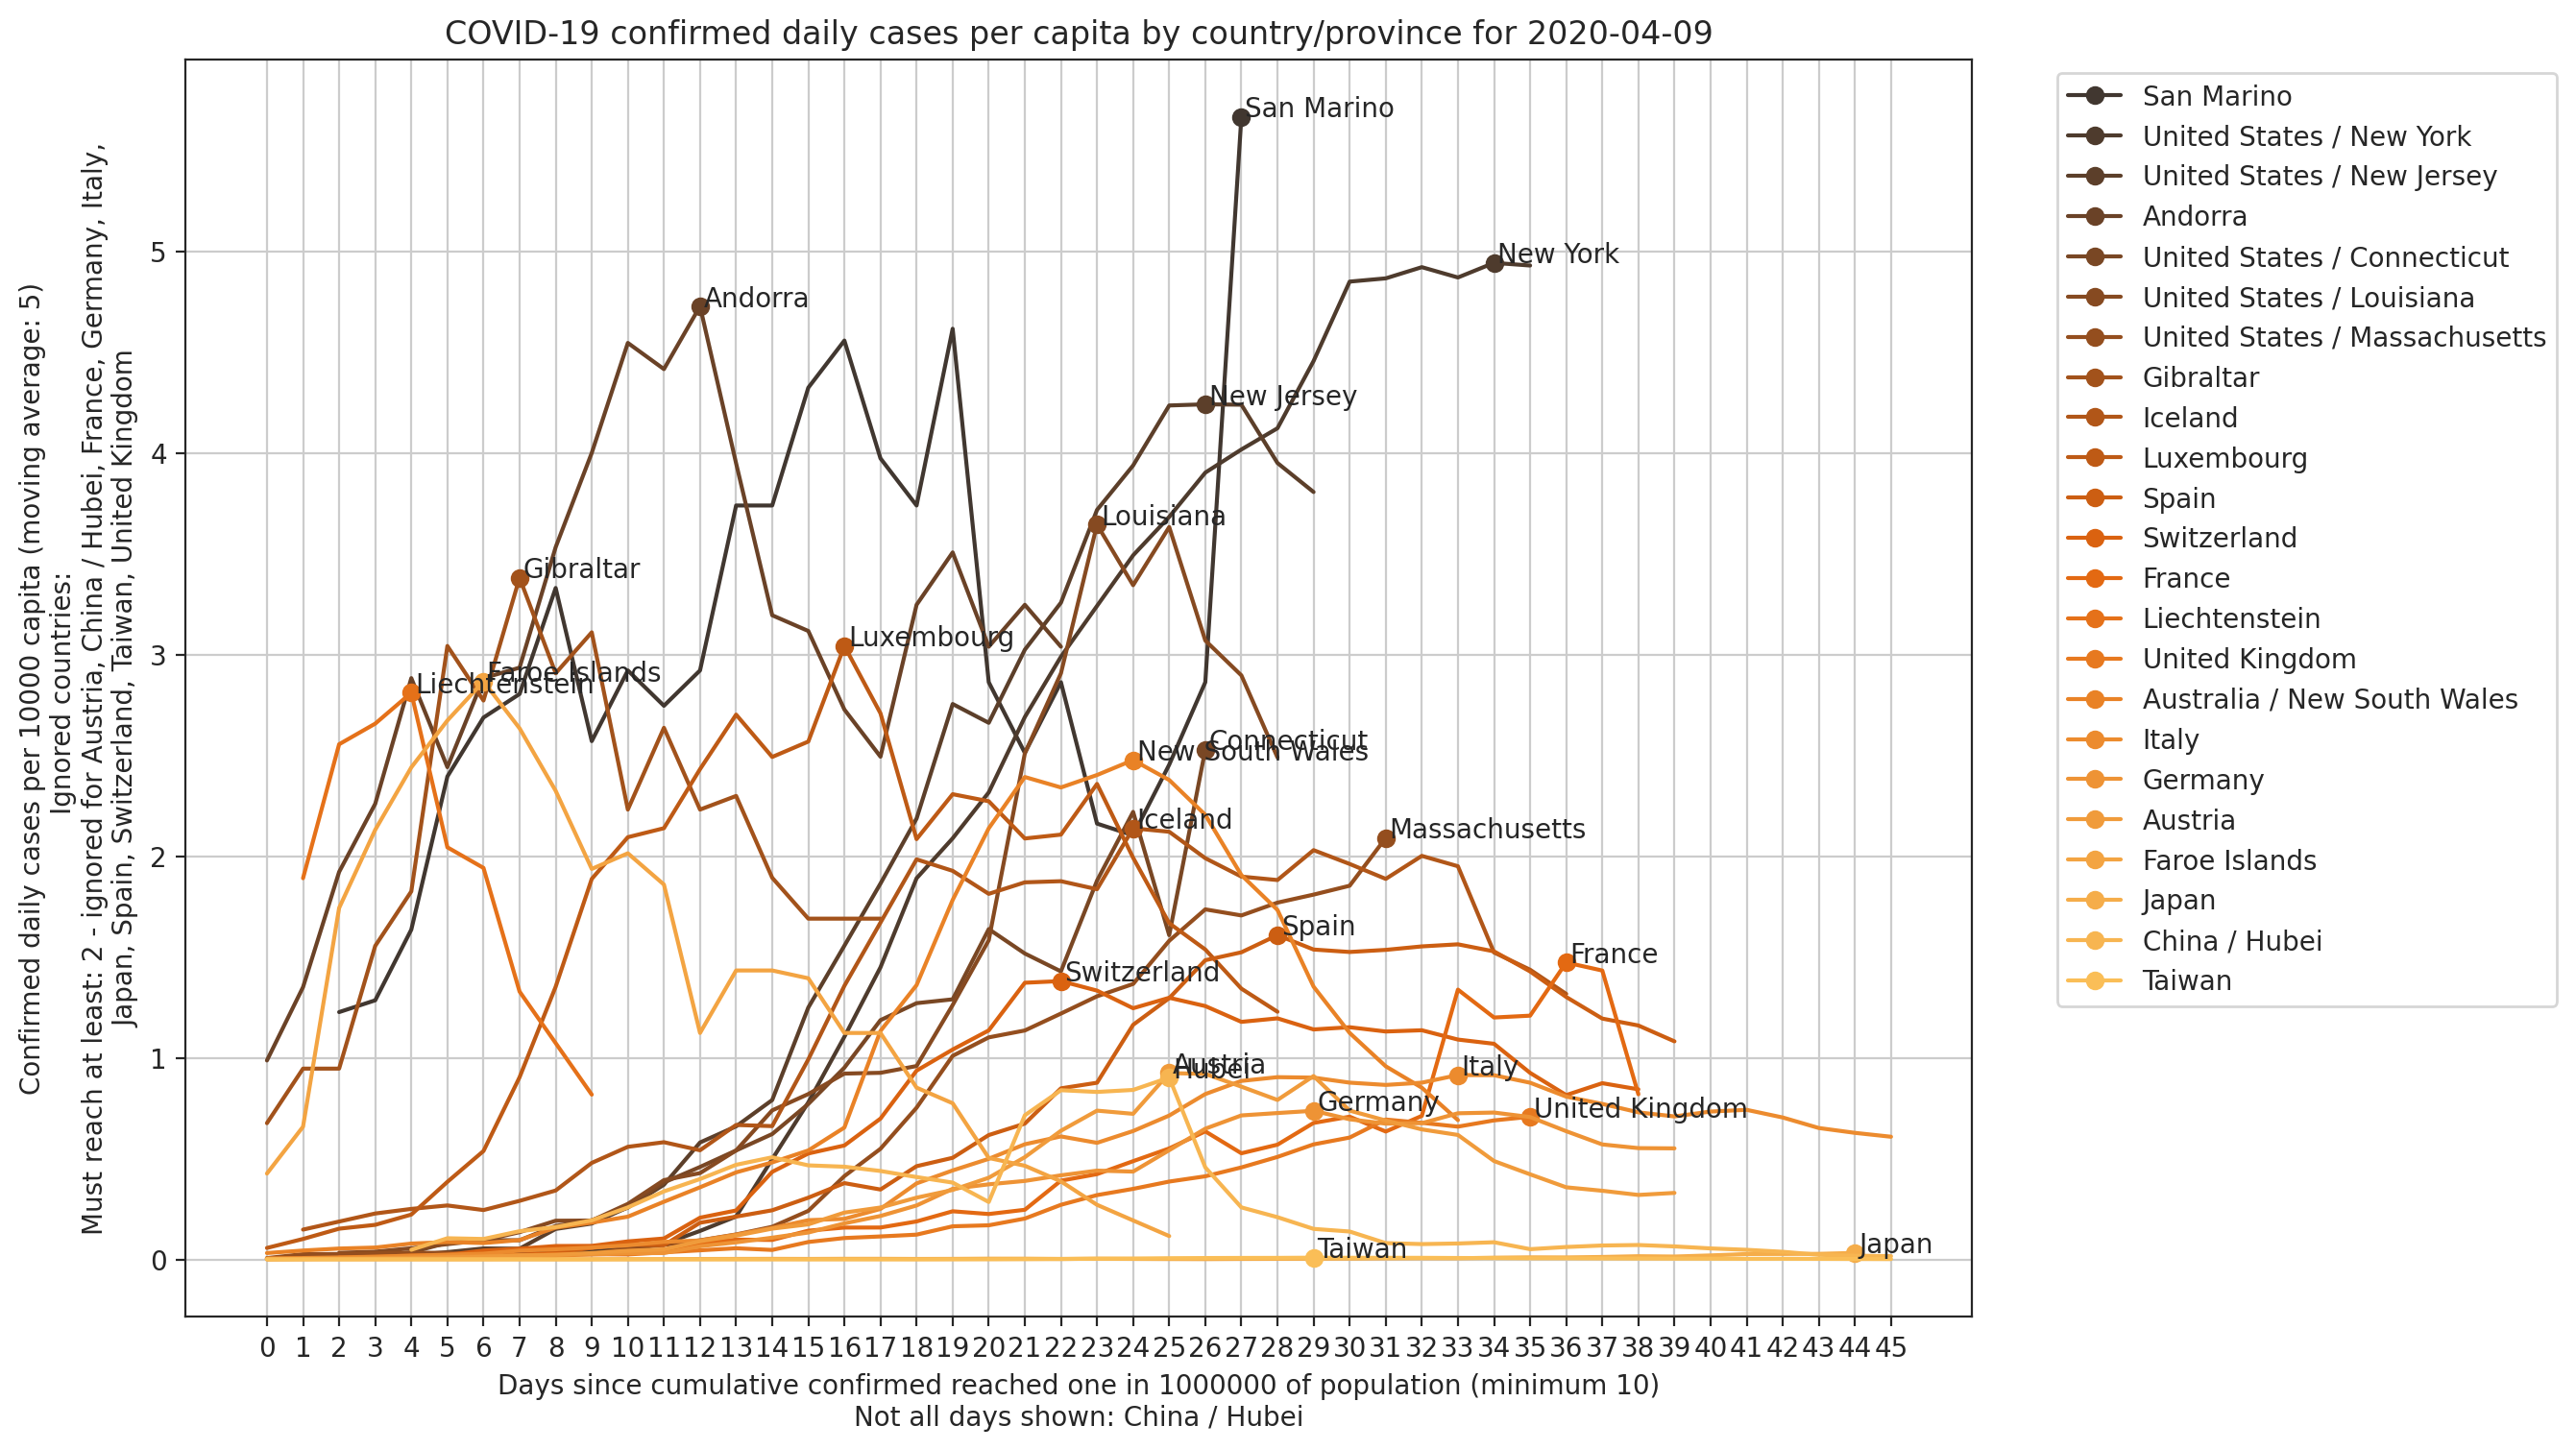 COVID-19 confirmed daily cases per capita by country/province for 2020-04-09
Confirmed daily cases per 10000 capita (moving average: 5)
Ignored countries:
Must reach at least: 2 - ignored for Austria, China / Hubei, France, Germany, Italy,
Japan, Spain, Switzerland, Taiwan, United Kingdom
5
4
3
2
1
0
San Marino
New York
Andorra
New Jersey
Louisiana
Gibraltar
Luxembourg
Faroe Islands
Liechtenstein
Connecticut
New South Wales
Iceland
Massachusetts
Spain
France
Switzerland
Austria
Hubei
Italy
Germany
United Kingdom
Taiwan
Japan
0 1 2 3 4 5 6 7 8 9 10 11 12 13 14 15 16 17 18 19 20 21 22 23 24 25 26 27 28 29 30 31 32 33 34 35 36 37 38 39 40 41 42 43 44 45
Days since cumulative confirmed reached one in 1000000 of population (minimum 10)
Not all days shown: China / Hubei
San Marino
United States / New York
United States / New Jersey
Andorra
United States / Connecticut
United States / Louisiana
United States / Massachusetts
Gibraltar
Iceland
Luxembourg
Spain
Switzerland
France
Liechtenstein
United Kingdom
Australia / New South Wales
Italy
Germany
Austria
Faroe Islands
Japan
China / Hubei
Taiwan